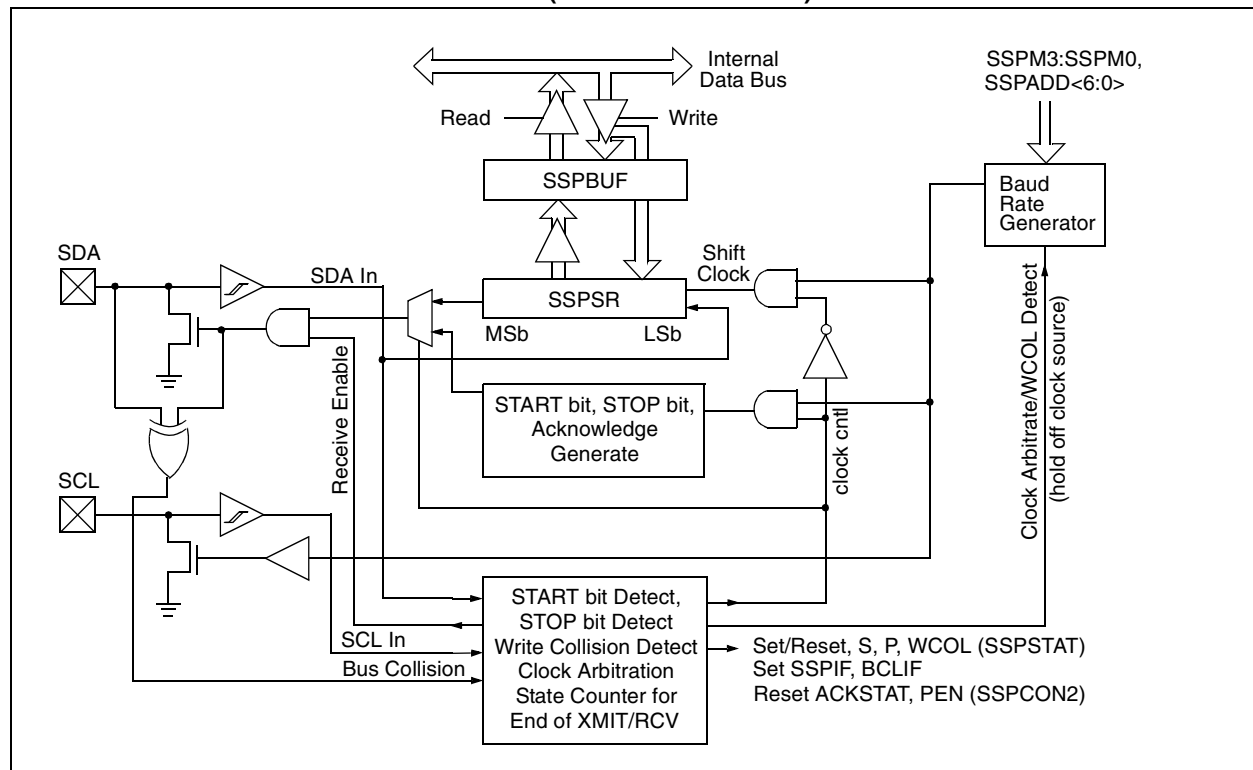 Internal
Data Bus
SSPM3:SSPM0,
SSPADD<6:0>
Read
Write
SSPBUF
Baud
Rate
Generator
SDA
SDA In
Shift
Clock
SSPSR
MSb
LSb
START bit, STOP bit,
Acknowledge
Generate
Receive Enable
clock cntl
Clock Arbitrate/WCOL Detect
(hold off clock source)
SCL
SCL In
Bus Collision
START bit Detect,
STOP bit Detect
Write Collision Detect
Clock Arbitration
State Counter for
End of XMIT/RCV
Set/Reset, S, P, WCOL (SSPSTAT)
Set SSPIF, BCLIF
Reset ACKSTAT, PEN (SSPCON2)